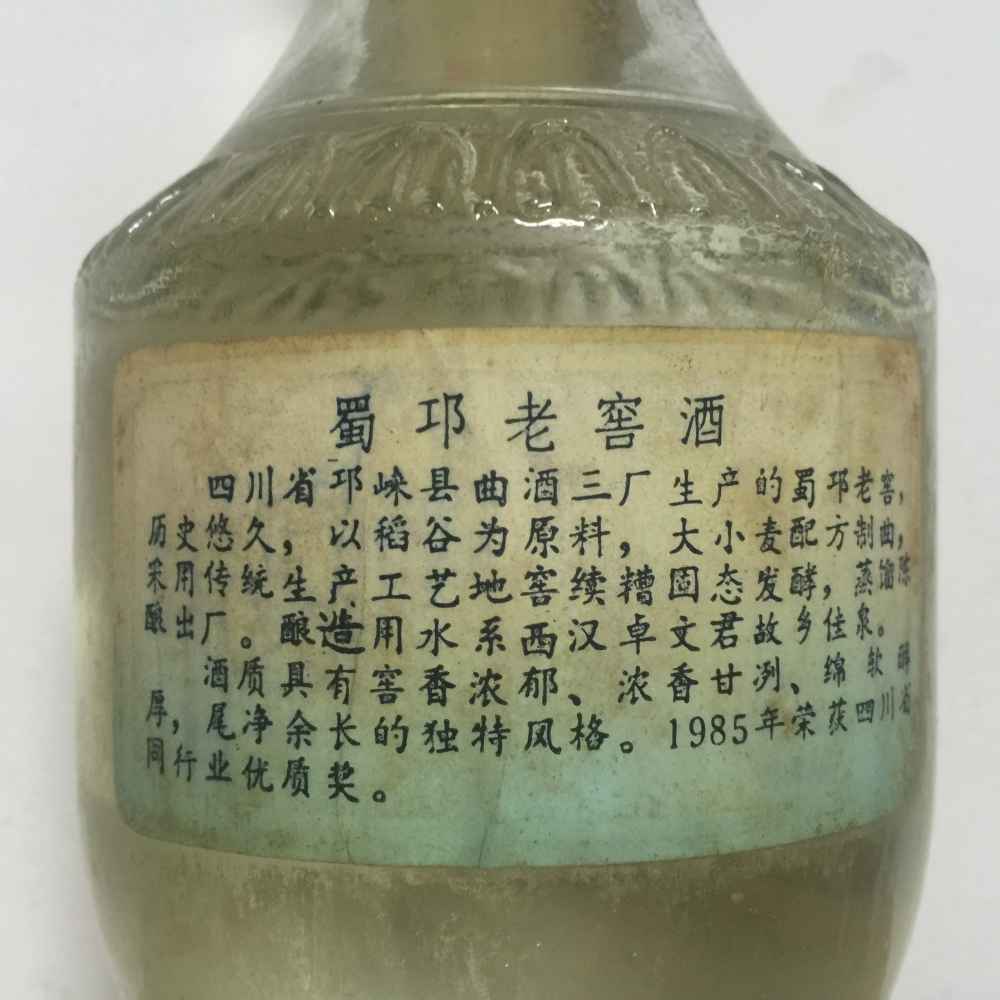 蜀邛老窖酒
四川省邛崃县曲酒三厂生产的蜀邛老窖，
历史悠久，以稻谷为原料，大小麦配方制曲，
采用传统生产工艺地窖续糟固态发酵，蒸馏陈
酿出厂。酿造用水系西汉卓文君故乡佳泉。
酒质具有窖香浓郁、浓香甘洌、绵软醇
厚，尾净余长的独特风格。1985年荣获四川省
同行业优质奖。